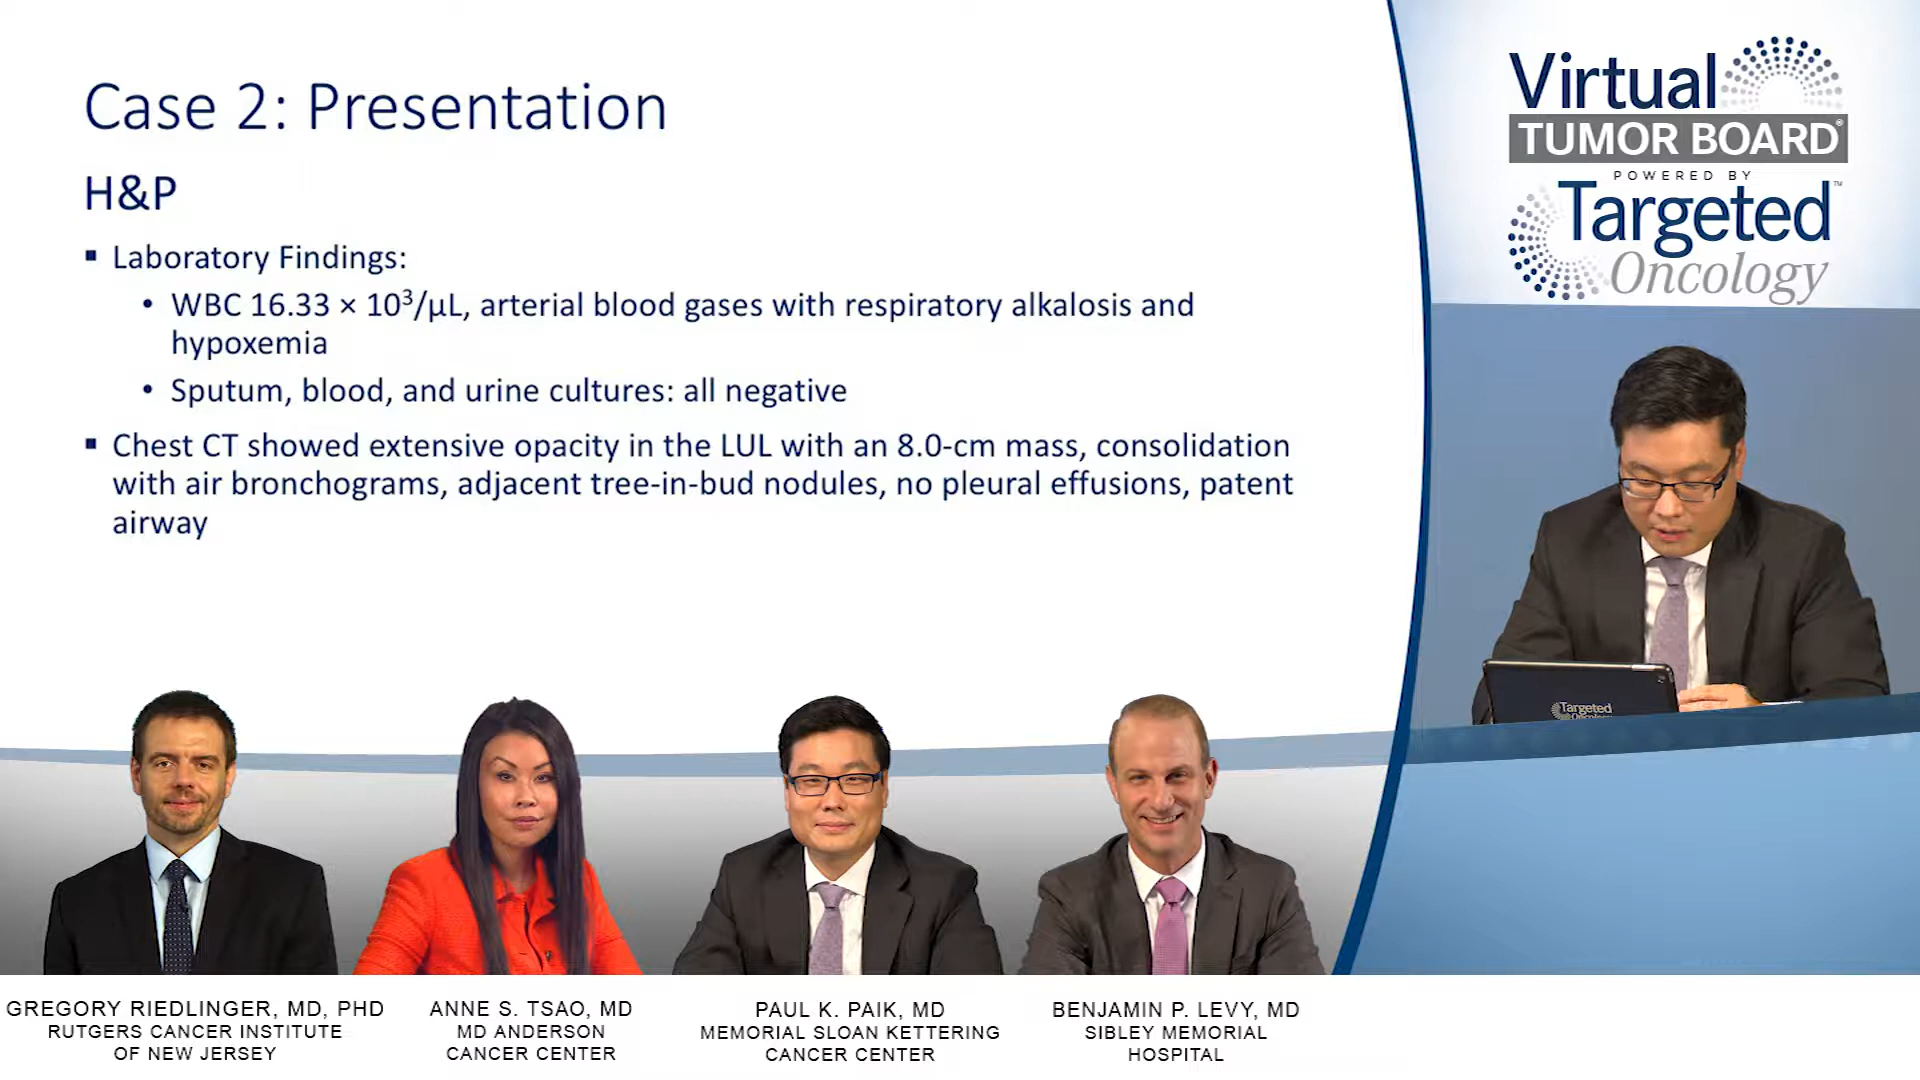 Case 2: Presentation
H&P
▪ Laboratory Findings:
• WBC 16.33 × 10³/µL, arterial blood gases with respiratory alkalosis and
hypoxemia
• Sputum, blood, and urine cultures: all negative
▪ Chest CT showed extensive opacity in the LUL with an 8.0-cm mass, consolidation
with air bronchograms, adjacent tree-in-bud nodules, no pleural effusions, patent
airway
Virtual
TUMOR BOARD®
POWERED BY
Targeted™
Oncology
Targeted
Oncology
GREGORY RIEDLINGER, MD, PHD
RUTGERS CANCER INSTITUTE
OF NEW JERSEY
ANNE S. TSAO, MD
MD ANDERSON
CANCER CENTER
PAUL K. PAIK, MD
MEMORIAL SLOAN KETTERING
CANCER CENTER
BENJAMIN P. LEVY, MD
SIBLEY MEMORIAL
HOSPITAL